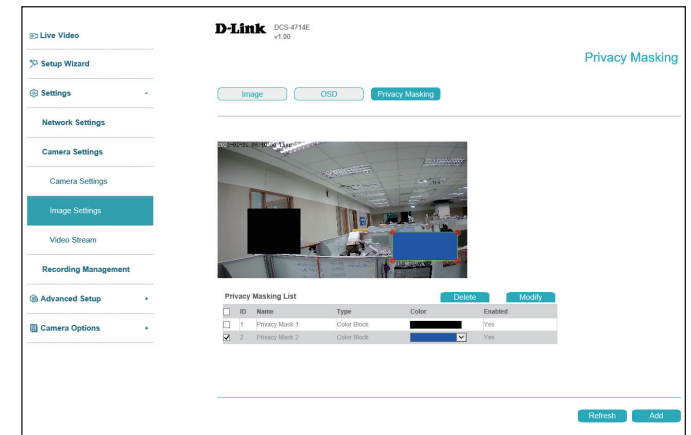 D-Link DCS-4714E
v1.00
Privacy Masking
Live Video
Setup Wizard
Settings -
Network Settings
Camera Settings
Camera Settings
Image Settings
Video Stream
Recording Management
Advanced Setup +
Camera Options +
Image OSD Privacy Masking
Privacy Masking List Delete Modify
ID Name Type Color Enabled
1 Privacy Mask 1 Color Block Yes
2 Privacy Mask 2 Color Block Yes
Refresh Add